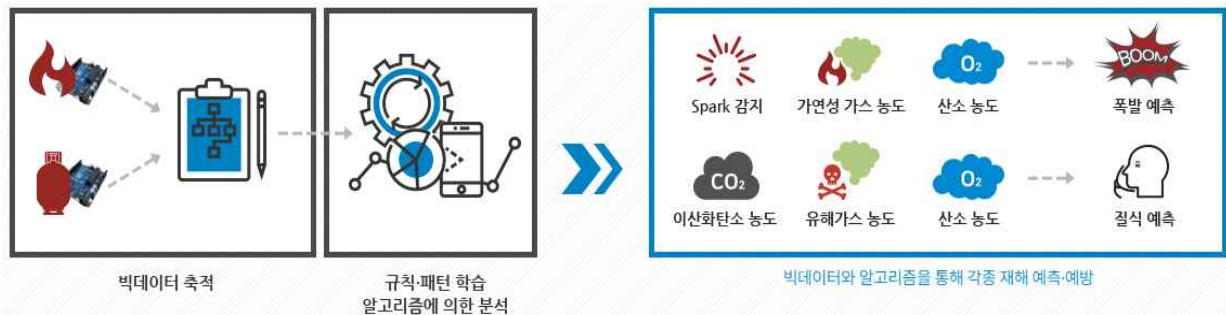 Spark 감지
가연성 가스 농도
O₂
산소 농도
BOOM
폭발 예측
CO₂
이산화탄소 농도
유해가스 농도
O₂
산소 농도
질식 예측
빅데이터 축적
규칙·패턴 학습
알고리즘에 의한 분석
빅데이터와 알고리즘을 통해 각종 재해 예측·예방